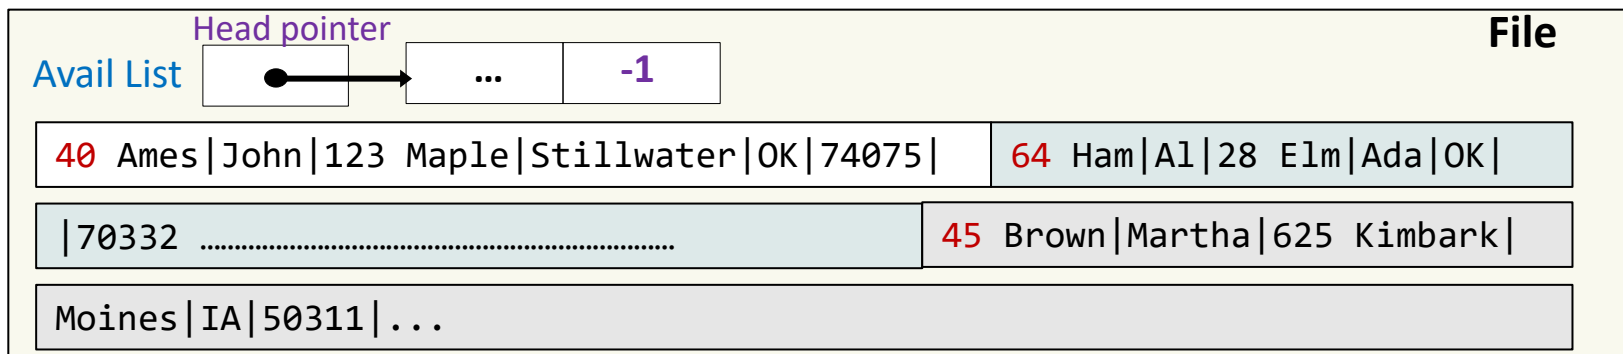 Head pointer
File
Avail List ... -1
40 Ames|John|123 Maple|Stillwater|OK|74075| 64 Ham|Al|28 Elm|Ada|OK|
|70332 …………………………………………………………… 45 Brown|Martha|625 Kimbark|
Moines|IA|50311|...